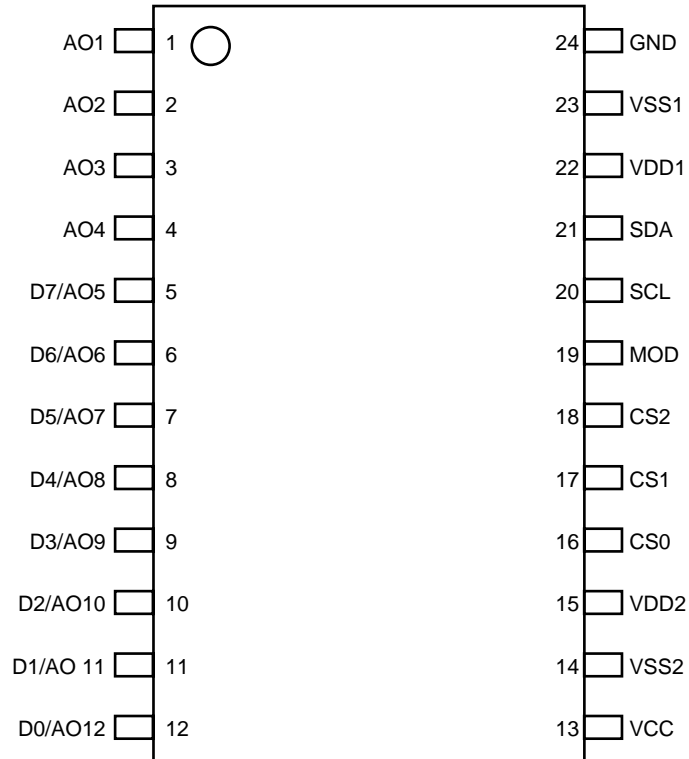 AO1 1 24 GND
AO2 2 23 VSS1
AO3 3 22 VDD1
AO4 4 21 SDA
D7/AO5 5 20 SCL
D6/AO6 6 19 MOD
D5/AO7 7 18 CS2
D4/AO8 8 17 CS1
D3/AO9 9 16 CS0
D2/AO10 10 15 VDD2
D1/AO 11 11 14 VSS2
D0/AO12 12 13 VCC